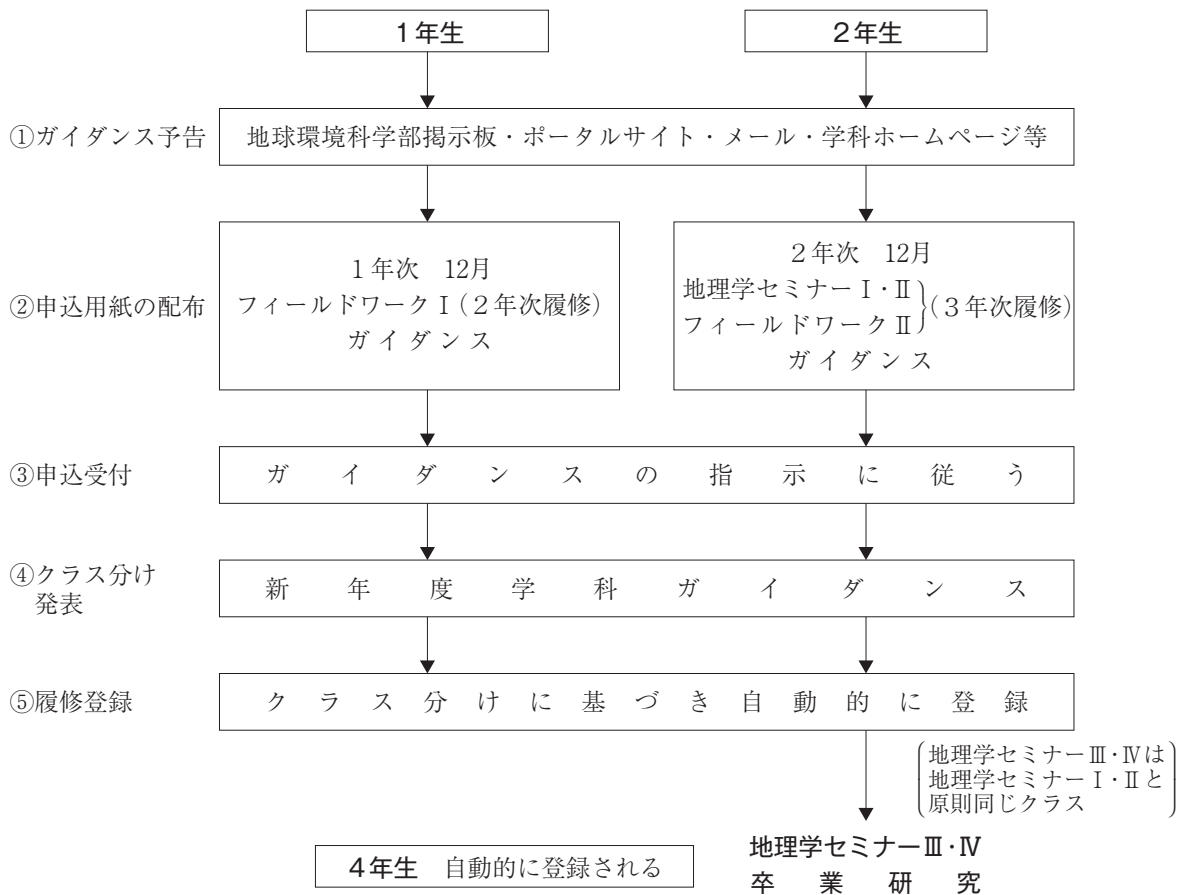 1年生
2年生
①ガイダンス予告
地球環境科学部掲示板・ポータルサイト・メール・学科ホームページ等
②申込用紙の配布
1年次 12月
フィールドワークⅠ(2年次履修)
ガイダンス
2年次 12月
地理学セミナーⅠ・Ⅱ
フィールドワークⅡ
(3年次履修)
ガイダンス
③申込受付
ガイダンスの指示に従う
④クラス分け
発表
新年度学科ガイダンス
⑤履修登録
クラス分けに基づき自動的に登録
地理学セミナーⅢ・Ⅳは
地理学セミナーⅠ・Ⅱと
原則同じクラス
4年生 自動的に登録される
地理学セミナーⅢ・Ⅳ
卒業研究